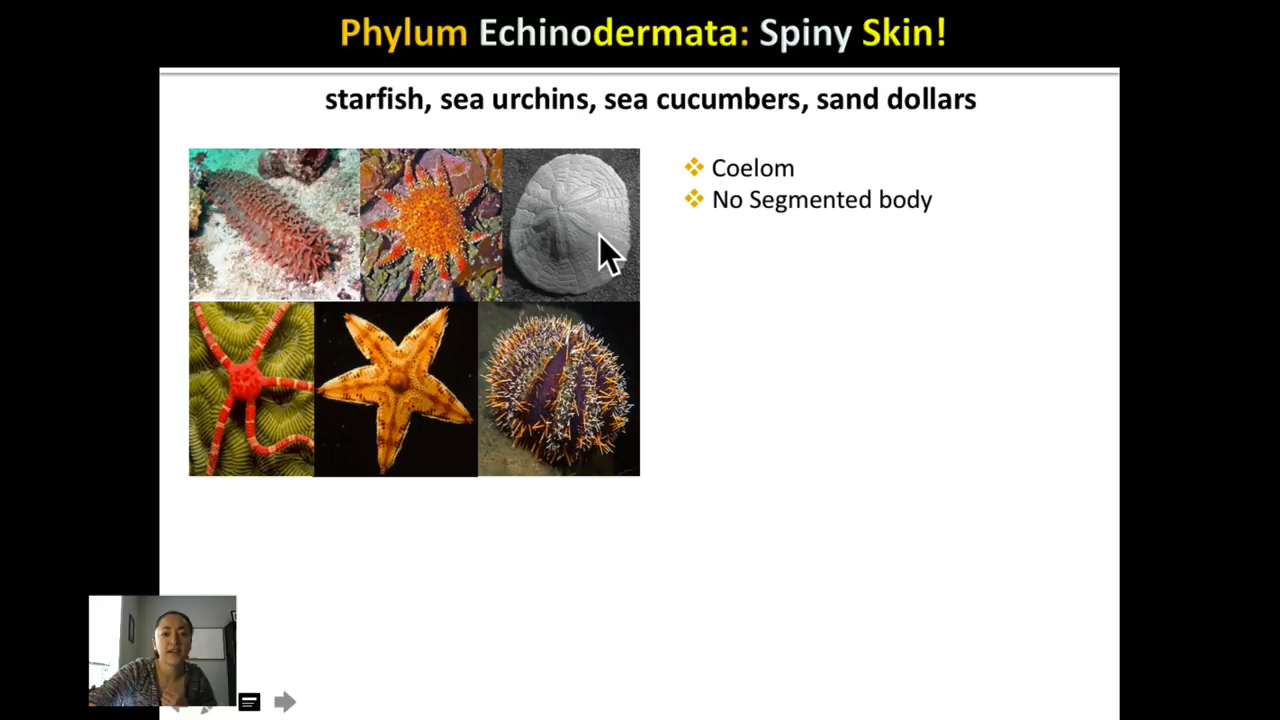 Phylum Echinodermata: Spiny Skin!
starfish, sea urchins, sea cucumbers, sand dollars
Coelom
No Segmented body